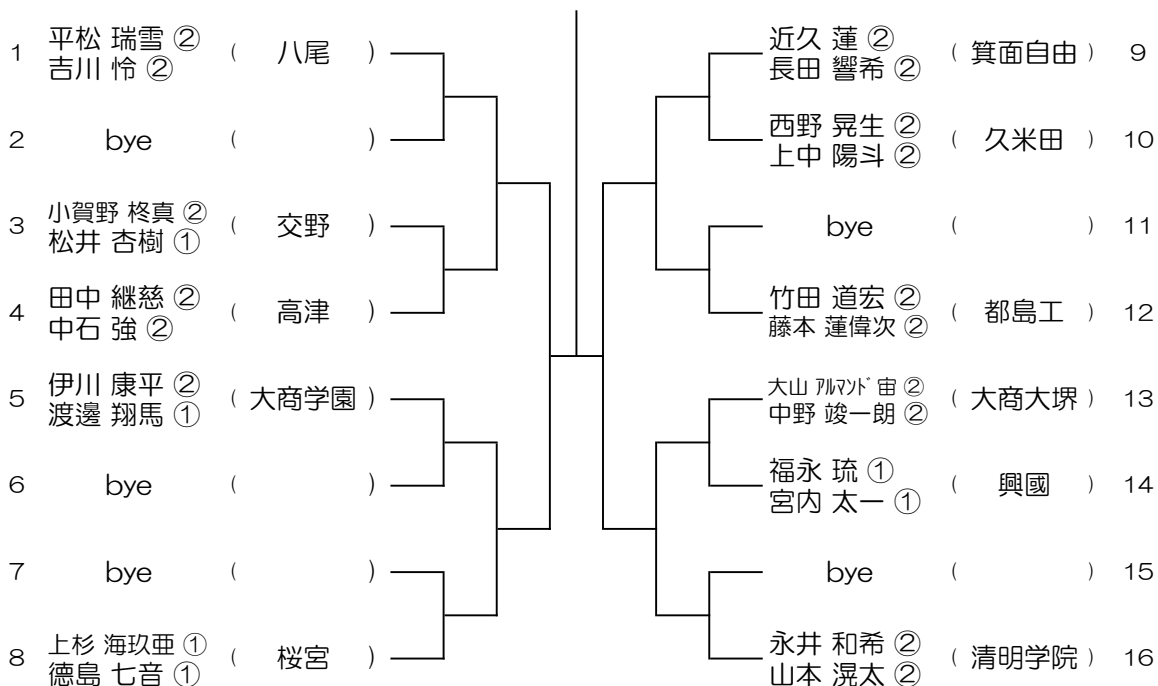 1 平松 瑞雪 ② ( 八尾 )
吉川 怜 ②
2 bye ( )
3 小賀野 柊真 ② ( 交野 )
松井 杏樹 ①
4 田中 継慈 ② ( 高津 )
中石 強 ②
5 伊川 康平 ② ( 大商学園 )
渡邊 翔馬 ①
6 bye ( )
7 bye ( )
8 上杉 海玖亜 ① ( 桜宮 )
徳島 七音 ①
近久 蓮 ② ( 箕面自由 ) 9
長田 響希 ②
西野 晃生 ② ( 久米田 ) 10
上中 陽斗 ②
bye ( ) 11
竹田 道宏 ② ( 都島工 ) 12
藤本 蓮偉次 ②
大山 ｱﾙﾏﾝﾄﾞ 宙 ② ( 大商大堺 ) 13
中野 竣一朗 ②
福永 琉 ① ( 興國 ) 14
宮内 太一 ①
bye ( ) 15
永井 和希 ② ( 清明学院 ) 16
山本 滉太 ②